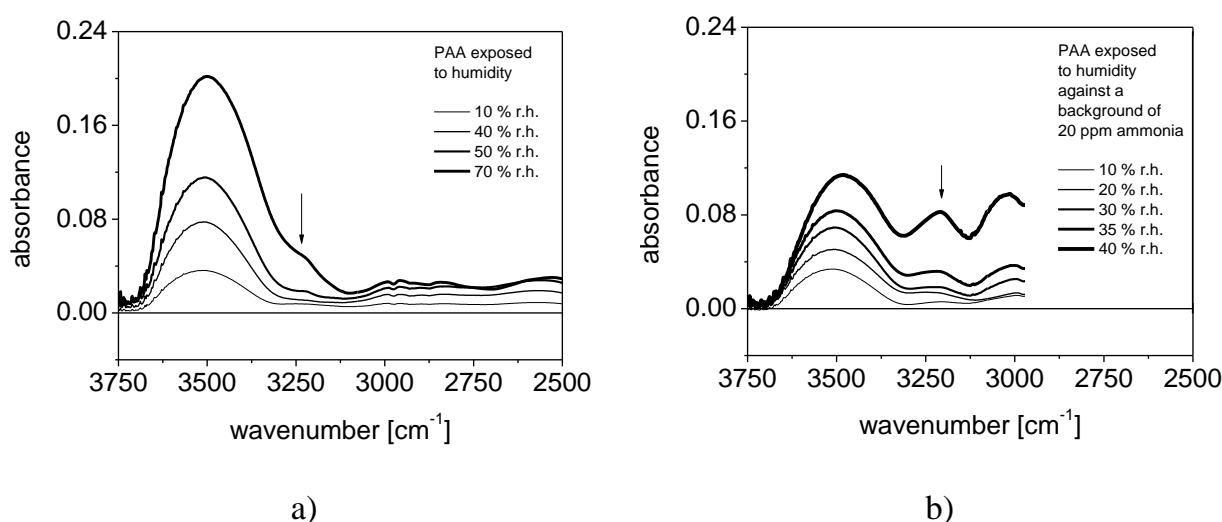 0.24
0.16
0.08
0.00
absorbance
3750 3500 3250 3000 2750 2500
wavenumber [cm-1]
PAA exposed
to humidity
10 % r.h.
40 % r.h.
50 % r.h.
70 % r.h.
a)
0.24
0.16
0.08
0.00
absorbance
3750 3500 3250 3000 2750 2500
wavenumber [cm-1]
PAA exposed
to humidity
against a
background of
20 ppm ammonia
10 % r.h.
20 % r.h.
30 % r.h.
35 % r.h.
40 % r.h.
b)